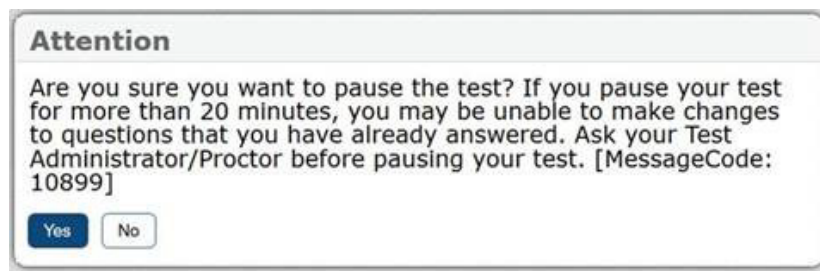 Attention
Are you sure you want to pause the test? If you pause your test
for more than 20 minutes, you may be unable to make changes
to questions that you have already answered. Ask your Test
Administrator/Proctor before pausing your test. [MessageCode:
10899]
Yes No